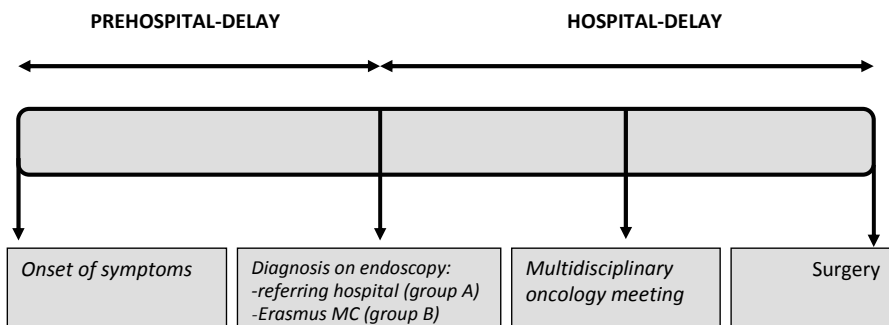 PREHOSPITAL-DELAY
HOSPITAL-DELAY
Onset of symptoms
Diagnosis on endoscopy:
-referring hospital (group A)
-Erasmus MC (group B)
Multidisciplinary
oncology meeting
Surgery